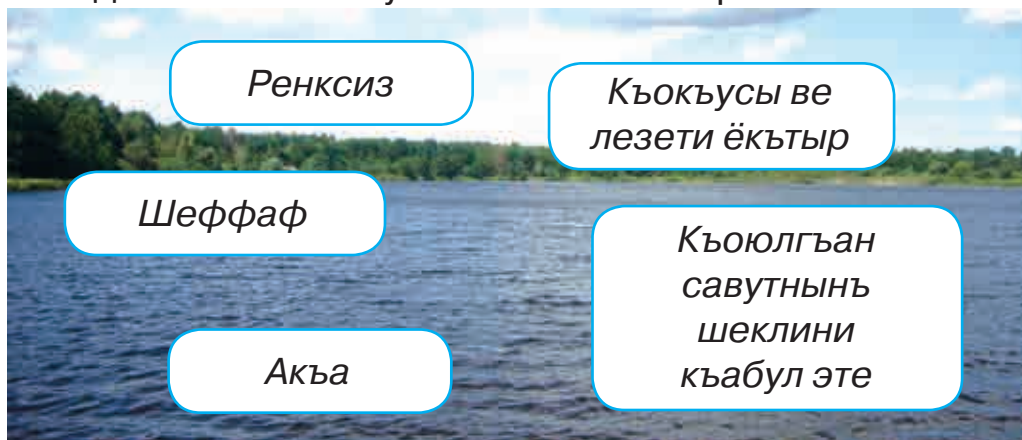 Ренксиз
Къокъусы ве
лезети ёкътыр
Шеффаф
Къоюлгъан
савутнынъ
шеклини
къабул эте
Акъа